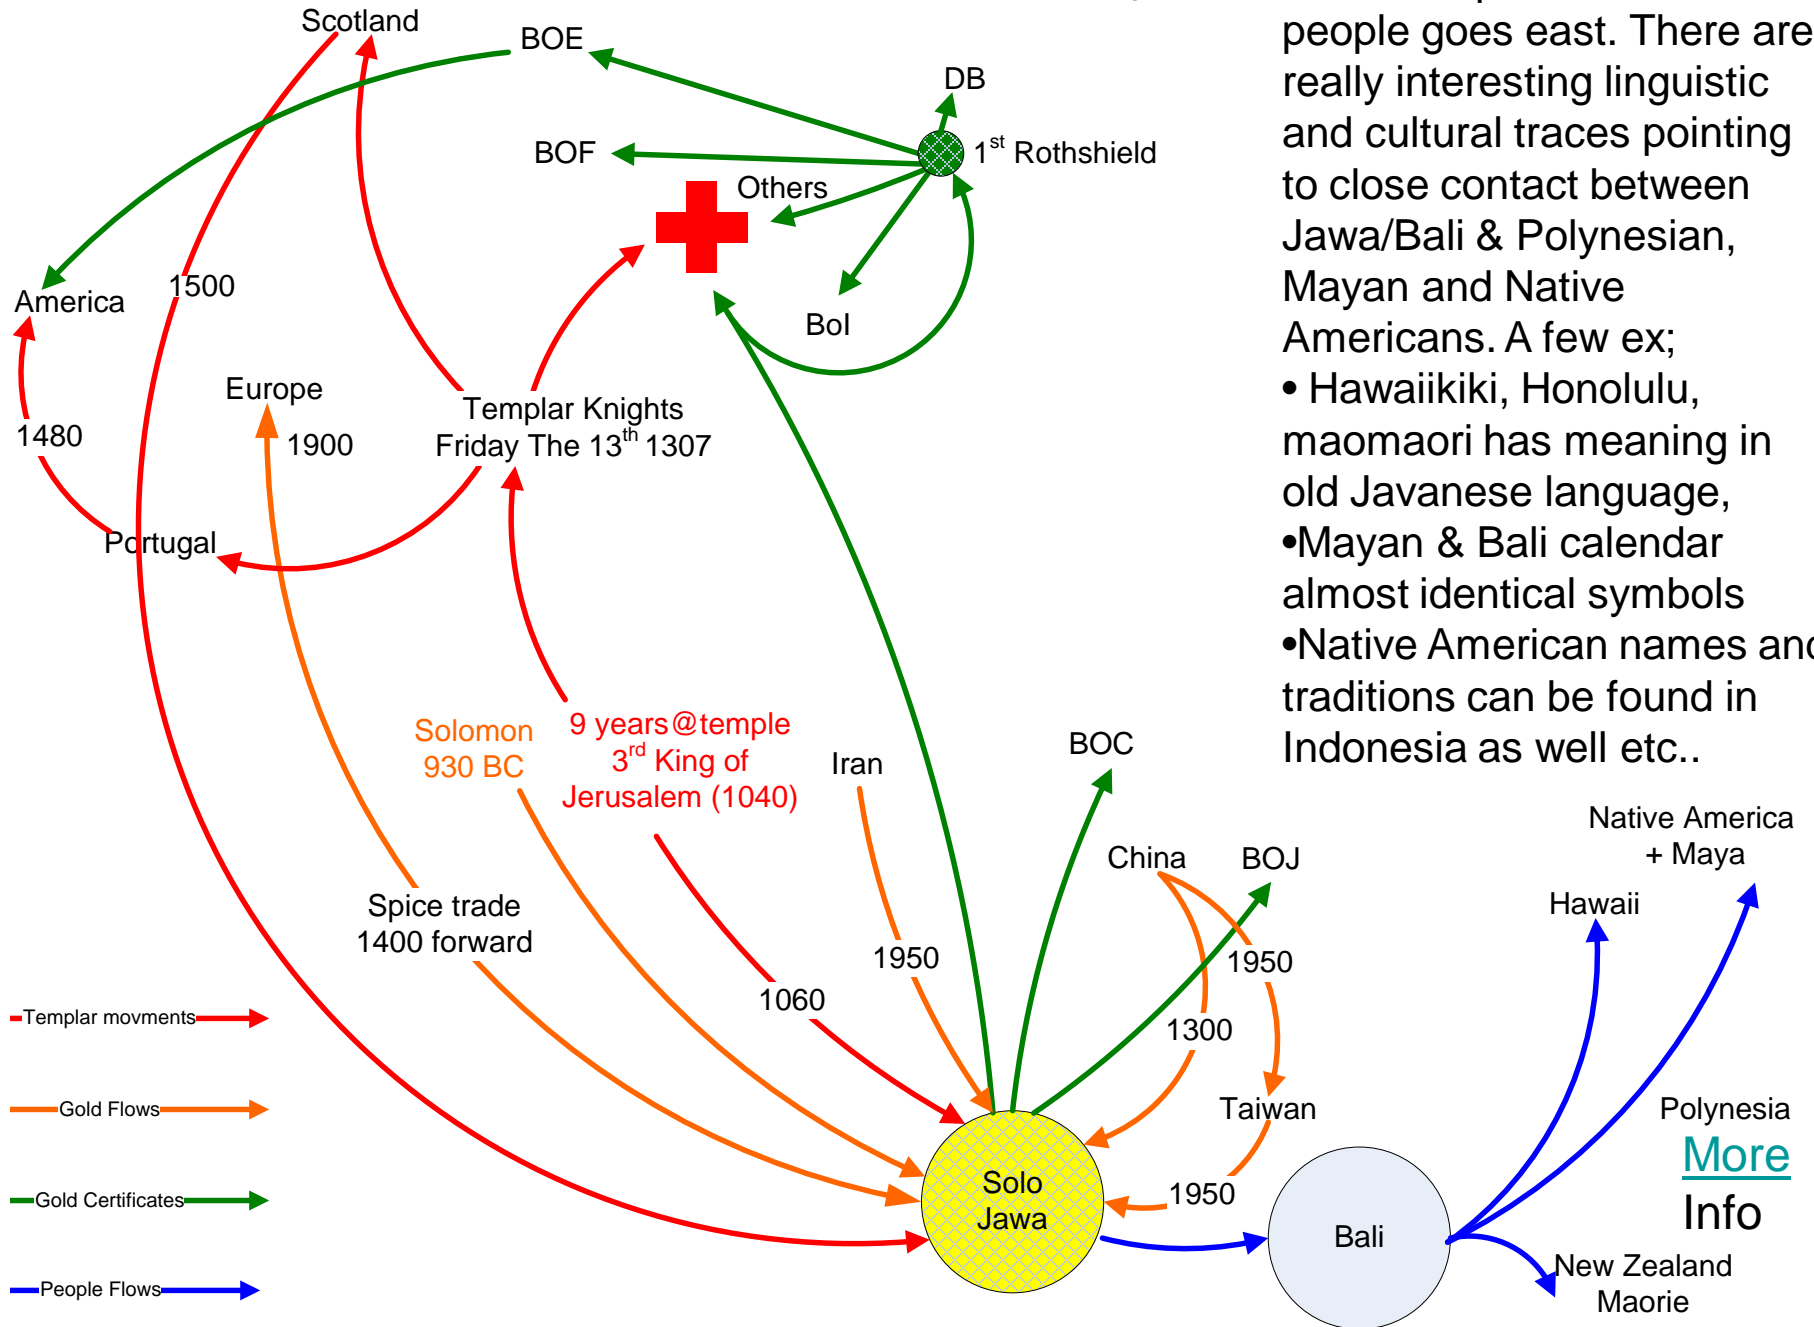 people goes east. There are
really interesting linguistic
and cultural traces pointing
to close contact between
Jawa/Bali & Polynesian,
Mayan and Native
Americans. A few ex;
• Hawaiikiki, Honolulu,
maomaori has meaning in
old Javanese language,
•Mayan & Bali calendar
almost identical symbols
•Native American names and
traditions can be found in
Indonesia as well etc..
Scotland
BOE
DB
BOF
1st Rothshield
Others
1500
America
BoI
Europe
1480
1900
Templar Knights
Friday The 13th 1307
Portugal
Solomon
930 BC
9 years@temple
3rd King of
Jerusalem (1040)
Iran
BOC
China
BOJ
Native America
+ Maya
Hawaii
Spice trade
1400 forward
1950
1950
1060
1300
Templar movments
Gold Flows
Gold Certificates
People Flows
Taiwan
1950
Solo
Jawa
Bali
Polynesia
More
Info
New Zealand
Maorie